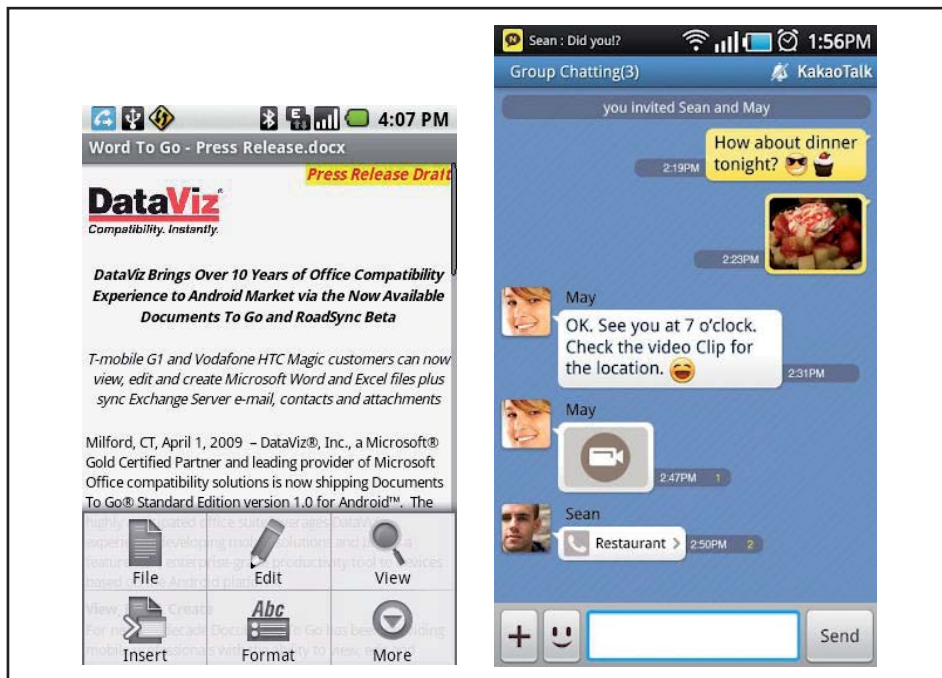 4:07 PM
Word To Go - Press Release.docx
Press Release Draft
DataViz®
Compatibility. Instantly.
DataViz Brings Over 10 Years of Office Compatibility
Experience to Android Market via the Now Available
Documents To Go and RoadSync Beta
T-mobile G1 and Vodafone HTC Magic customers can now
view, edit and create Microsoft Word and Excel files plus
sync Exchange Server e-mail, contacts and attachments
Milford, CT, April 1, 2009 – DataViz®, Inc., a Microsoft®
Gold Certified Partner and leading provider of Microsoft
Office compatibility solutions is now shipping Documents
To Go® Standard Edition version 1.0 for Android™. The
File
Edit
View
View
Create
Insert
Abc
Format
More
Sean : Did you!?
1:56PM
Group Chatting(3)
KakaoTalk
you invited Sean and May
How about dinner
tonight?
2:19PM
2:23PM
May
OK. See you at 7 o'clock.
Check the video Clip for
the location.
2:31PM
May
2:47PM 1
Sean
Restaurant >
2:50PM 2
+
Send